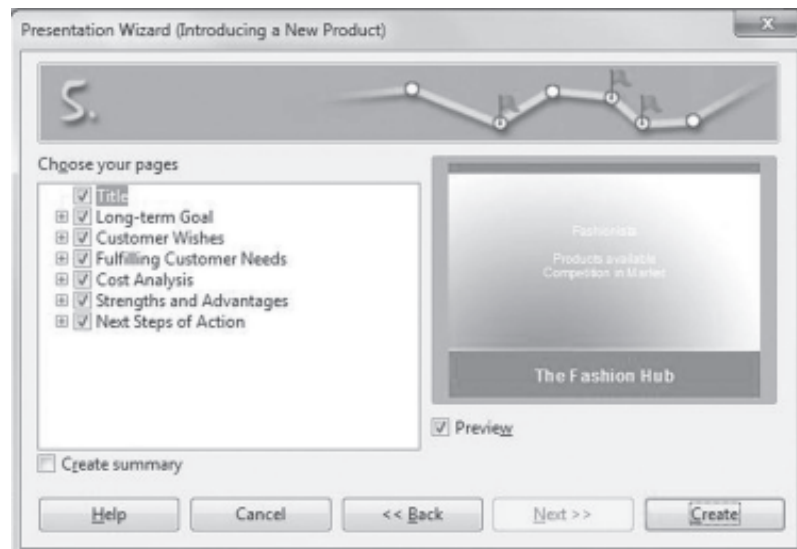 Presentation Wizard (Introducing a New Product)
x
5.
Choose your pages
Title
Long-term Goal
Customer Wishes
Fulfilling Customer Needs
Cost Analysis
Strengths and Advantages
Next Steps of Action
Fashionista
Products available
Competition in Market
The Fashion Hub
Preview
Create summary
Help
Cancel
<< Back
Next >>
Create